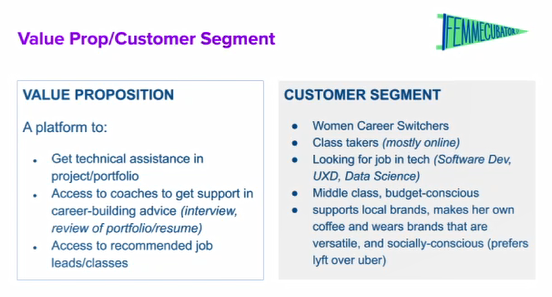 Value Prop/Customer Segment
FEMMECUBATOR
VALUE PROPOSITION
A platform to:
• Get technical assistance in
project/portfolio
• Access to coaches to get support in
career-building advice (interview,
review of portfolio/resume)
• Access to recommended job
leads/classes
CUSTOMER SEGMENT
• Women Career Switchers
• Class takers (mostly online)
• Looking for job in tech (Software Dev,
UXD, Data Science)
• Middle class, budget-conscious
• supports local brands, makes her own
coffee and wears brands that are
versatile, and socially-conscious (prefers
lyft over uber)